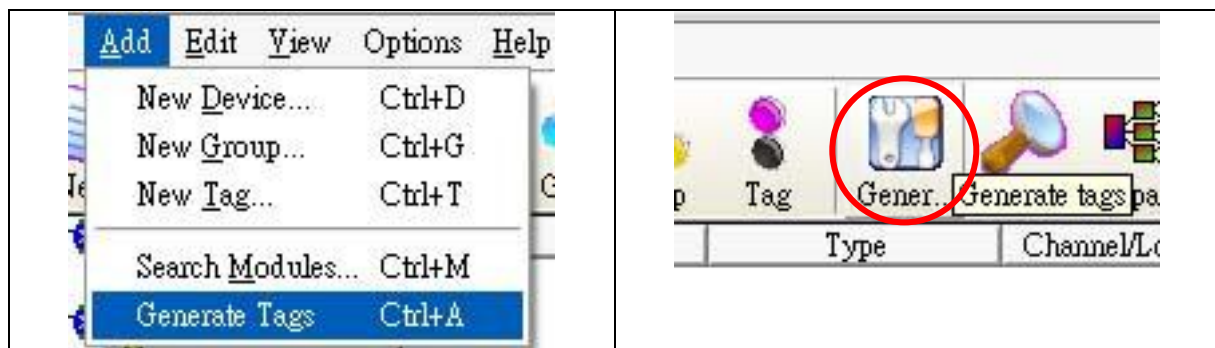 Add Edit View Options Help
New Device... Ctrl+D
New Group... Ctrl+G
New Tag... Ctrl+T
Search Modules... Ctrl+M
Generate Tags Ctrl+A
Tag Gener... Generate tags
Type